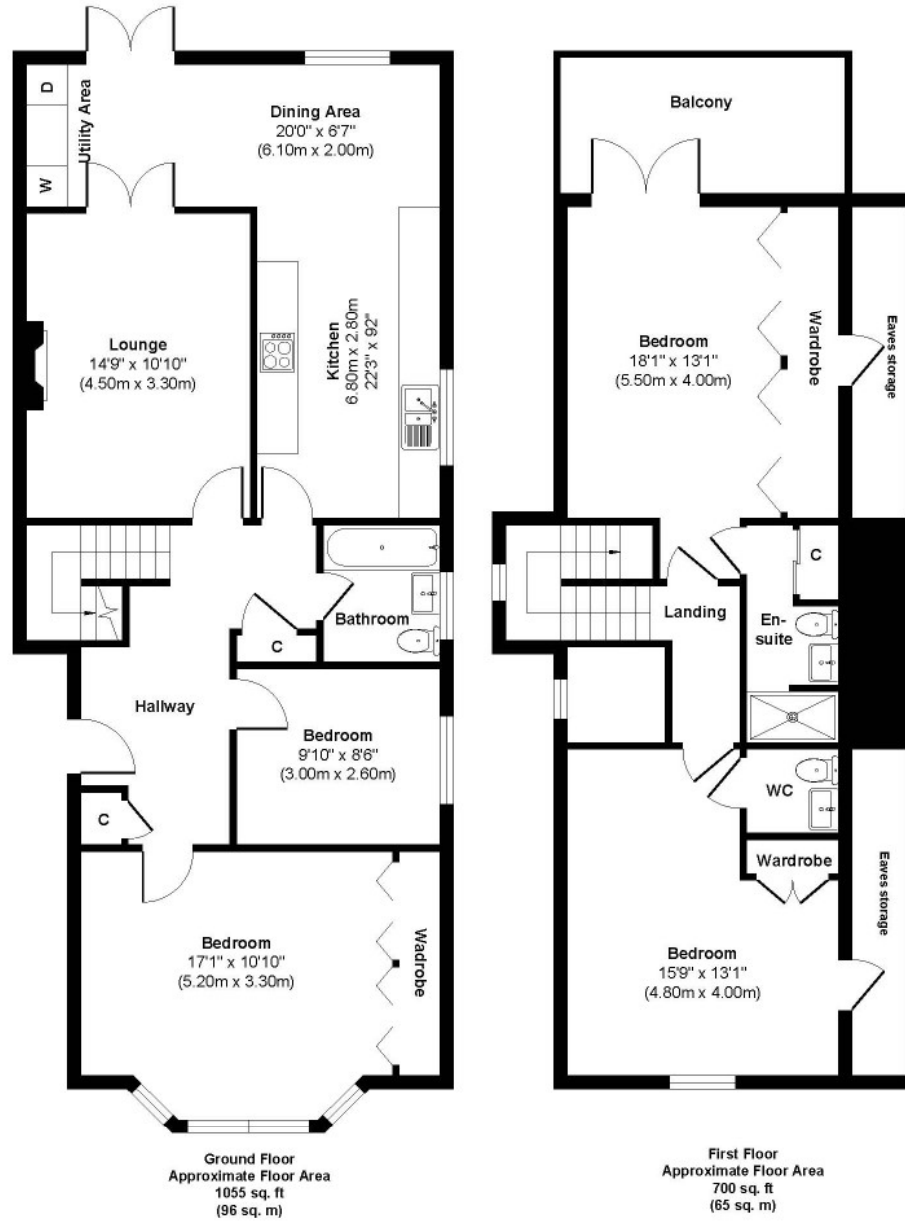 D
Utility Area
W
Dining Area
20'0" x 6'7"
(6.10m x 2.00m)
Lounge
14'9" x 10'10"
(4.50m x 3.30m)
Kitchen
6.80m x 2.80m
22'3" x 92"
Bathroom
C
Hallway
Bedroom
9'10" x 8'6"
(3.00m x 2.60m)
C
Bedroom
17'1" x 10'10"
(5.20m x 3.30m)
Wadrobe
Ground Floor
Approximate Floor Area
1055 sq. ft
(96 sq. m)
Balcony
Bedroom
18'1" x 13'1"
(5.50m x 4.00m)
Wardrobe
Eaves storage
C
Landing
En-
suite
WC
Wardrobe
Eaves storage
Bedroom
15'9" x 13'1"
(4.80m x 4.00m)
First Floor
Approximate Floor Area
700 sq. ft
(65 sq. m)